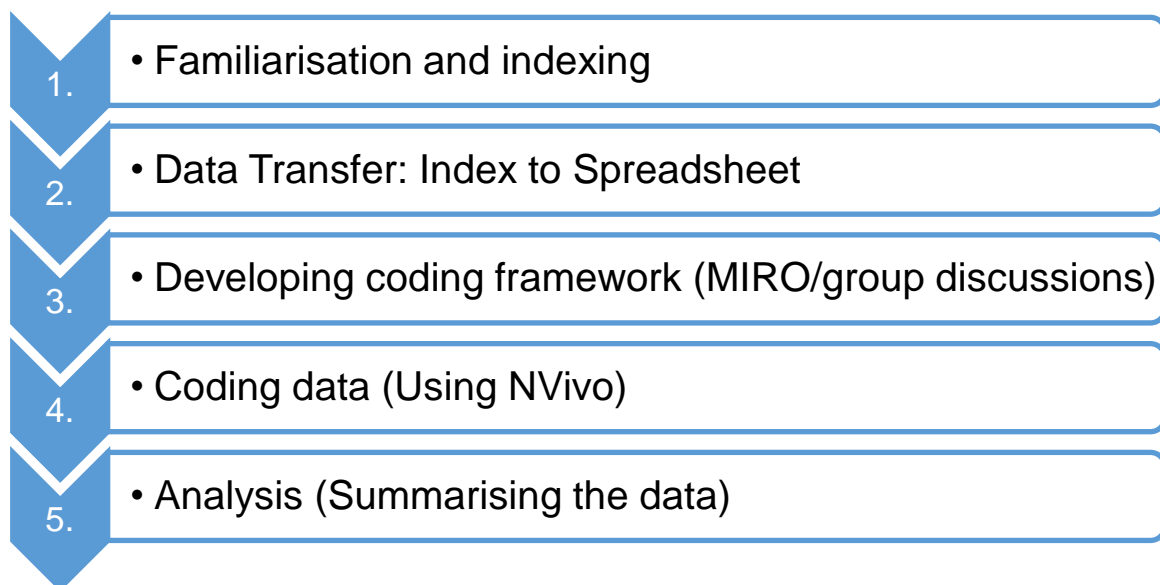 1. • Familiarisation and indexing
2. • Data Transfer: Index to Spreadsheet
3. • Developing coding framework (MIRO/group discussions)
4. • Coding data (Using NVivo)
5. • Analysis (Summarising the data)